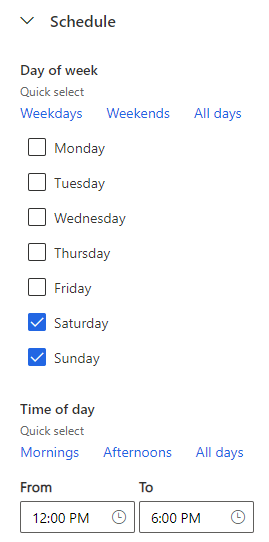 Schedule
Day of week
Quick select
Weekdays Weekends All days
Monday
Tuesday
Wednesday
Thursday
Friday
Saturday
Sunday
Time of day
Quick select
Mornings Afternoons All days
From To
12:00 PM 6:00 PM